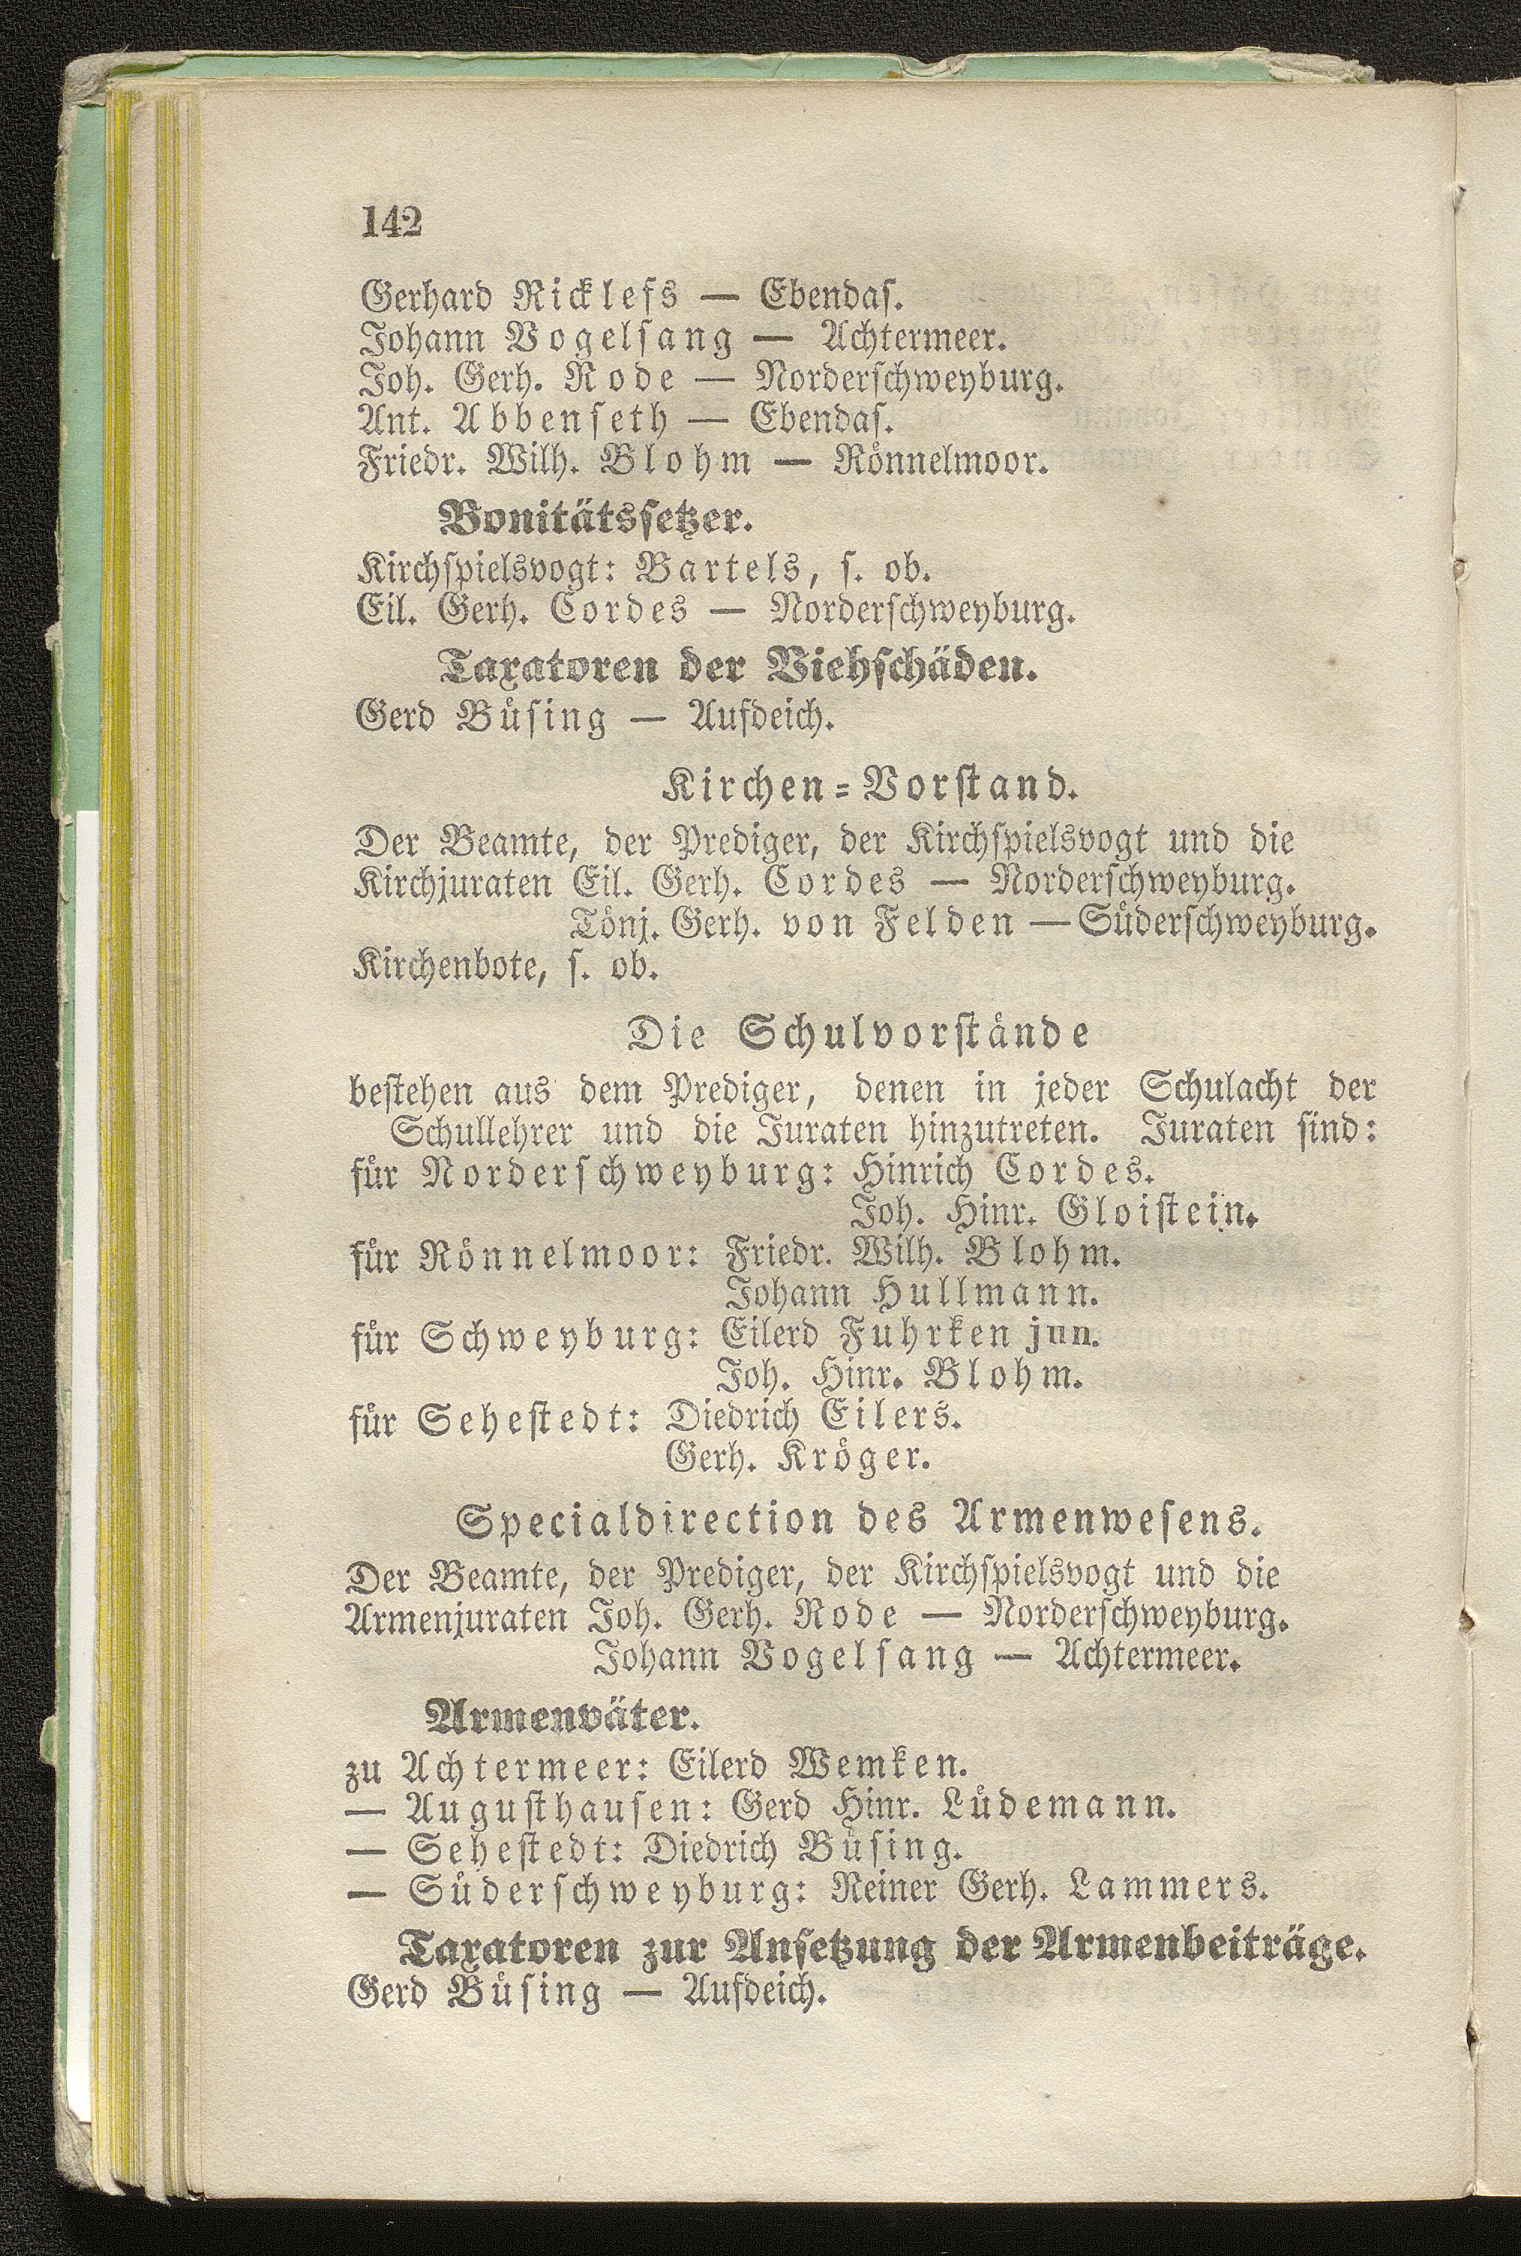 142
Gerhard Ricklefs — Ebendaſ.
Johann Vogelſang — Achtermeer.
Joh. Gerh. Rode — Norderſchweyburg.
Ant. Abbenſeth — Ebendaſ.
Friedr. Wilh. Blohm — Rönnelmoor.
Bonitätsſetzer.
Kirchſpielsvogt: Bartels, ſ. ob.
Eil. Gerh. Cordes — Norderſchweyburg.
Taxatoren der Viehſchäden.
Gerd Büſing — Aufdeich.
Kirchen=Vorſtand.
Der Beamte, der Prediger, der Kirchſpielsvogt und die
Kirchjuraten Eil. Gerh. Cordes — Norderſchweyburg.
Tönj. Gerh. von Felden — Süderſchweyburg.
Kirchenbote, ſ. ob.
Die Schulvorſtände
beſtehen aus dem Prediger, denen in jeder Schulacht der
Schullehrer und die Juraten hinzutreten. Juraten ſind:
für Norderſchweyburg: Hinrich Cordes.
Joh. Hinr. Gloiſtein.
für Rönnelmoor: Friedr. Wilh. Blohm.
Johann Hullmann.
für Schweyburg: Eilerd Fuhrken jun.
Joh. Hinr. Blohm.
für Seheſtedt: Diedrich Eilers.
Gerh. Kröger.
Specialdirection des Armenweſens.
Der Beamte, der Prediger, der Kirchſpielsvogt und die
Armenjuraten Joh. Gerh. Rode — Norderſchweyburg.
Johann Vogelſang — Achtermeer.
Armenväter.
zu Achtermeer: Eilerd Wemken.
— Auguſthauſen: Gerd Hinr. Lüdemann.
— Seheſtedt: Diedrich Büſing.
— Süderſchweyburg: Reiner Gerh. Lammers.
Taxatoren zur Anſetzung der Armenbeiträge.
Gerd Büſing — Aufdeich.